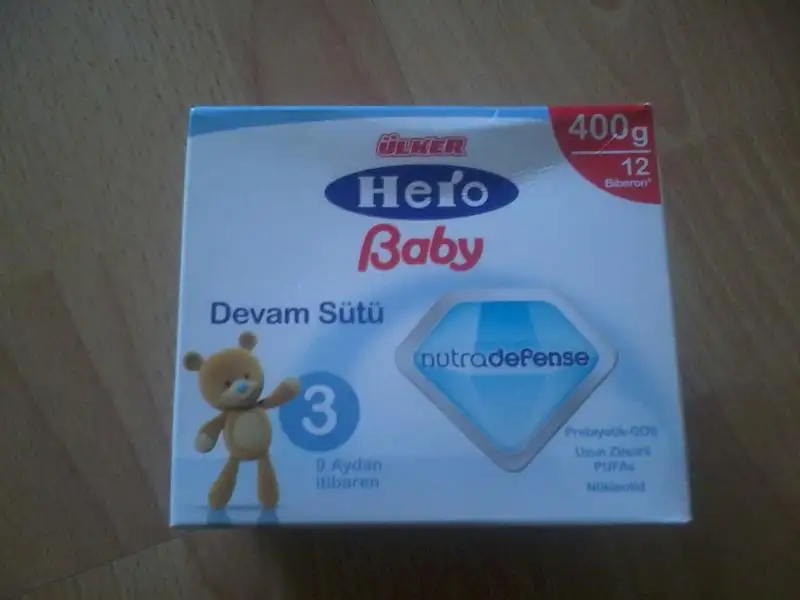 400g
12
Biberon*
ÜLKER
Hero
Baby
Devam Sütü
nutradefense
3
9 Aydan
itibaren
Prebiyotik-GOS
Uzun Zincirli
PUFAs
Nükleotid